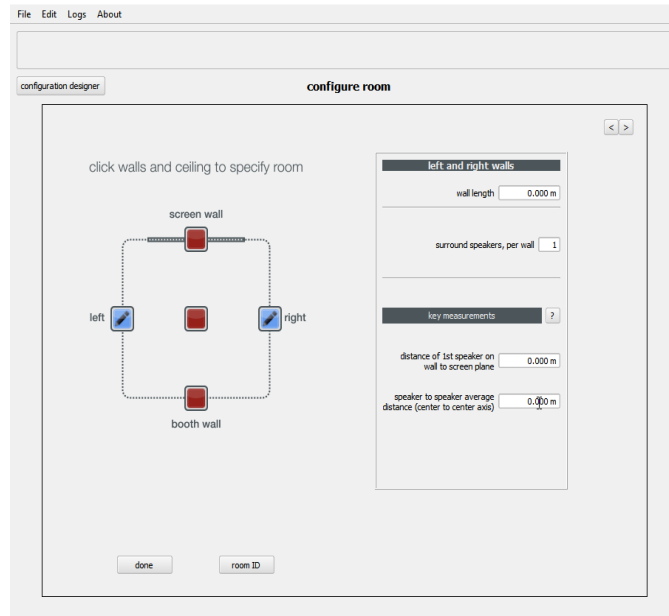 File Edit Logs About
configuration designer
configure room
< >
click walls and ceiling to specify room
left and right walls
wall length 0.000 m
screen wall
surround speakers, per wall 1
left
right
key measurements ?
distance of 1st speaker on
wall to screen plane
0.000 m
speaker to speaker average
distance (center to center axis)
0.000 m
booth wall
done
room ID